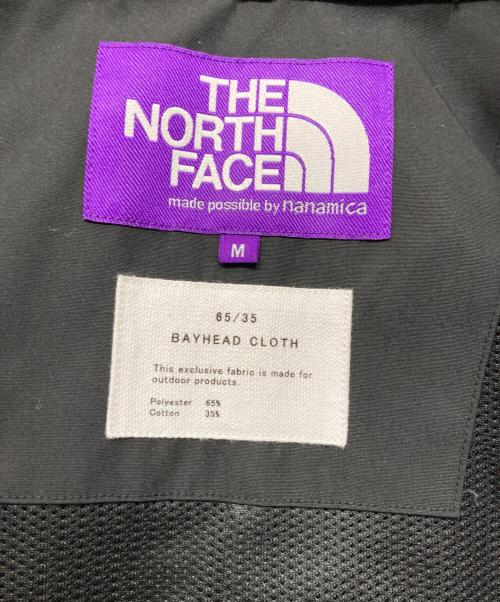 THE
NORTH
FACE
made possible by nanamica
M
65/35
BAYHEAD CLOTH
This exclusive fabric is made for
outdoor products.
Polyester 65%
Cotton 35%